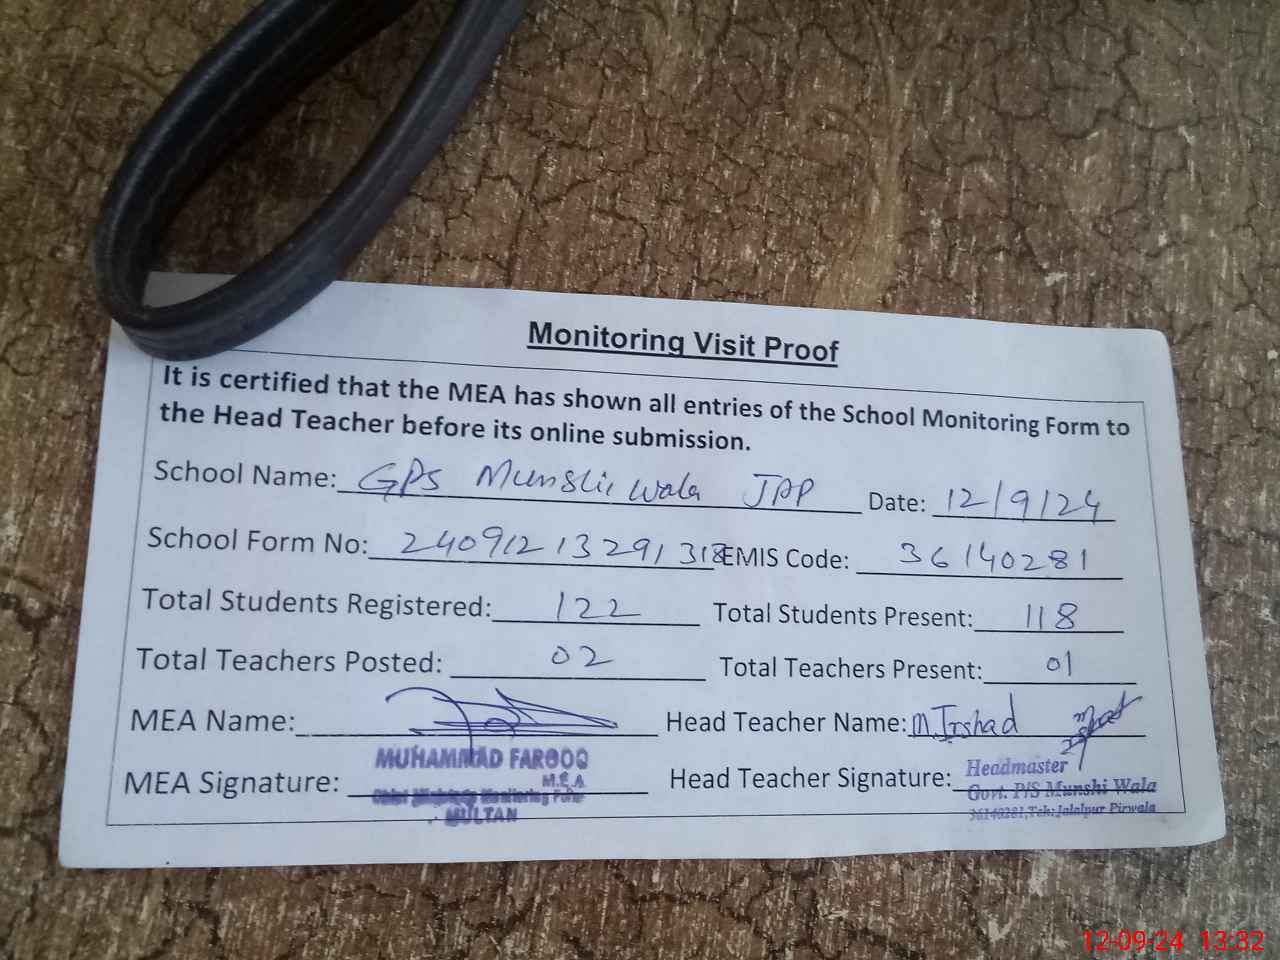 Monitoring Visit Proof
It is certified that the MEA has shown all entries of the School Monitoring Form to
the Head Teacher before its online submission.
School Name: GPS Munshi Wala JPP Date: 12/9/24
School Form No: 24091213291318 EMIS Code: 36140281
Total Students Registered: 122 Total Students Present: 118
Total Teachers Posted: 02 Total Teachers Present: 01
MEA Name: Head Teacher Name: M. Irshad
MUHAMMAD FAROOQ
M.E.A
MULTAN
MEA Signature: Head Teacher Signature:
Headmaster
Govt. P/S Munshi Wala
36140281,Teh:Jalalpur Pirwala
12-09-24 13:32